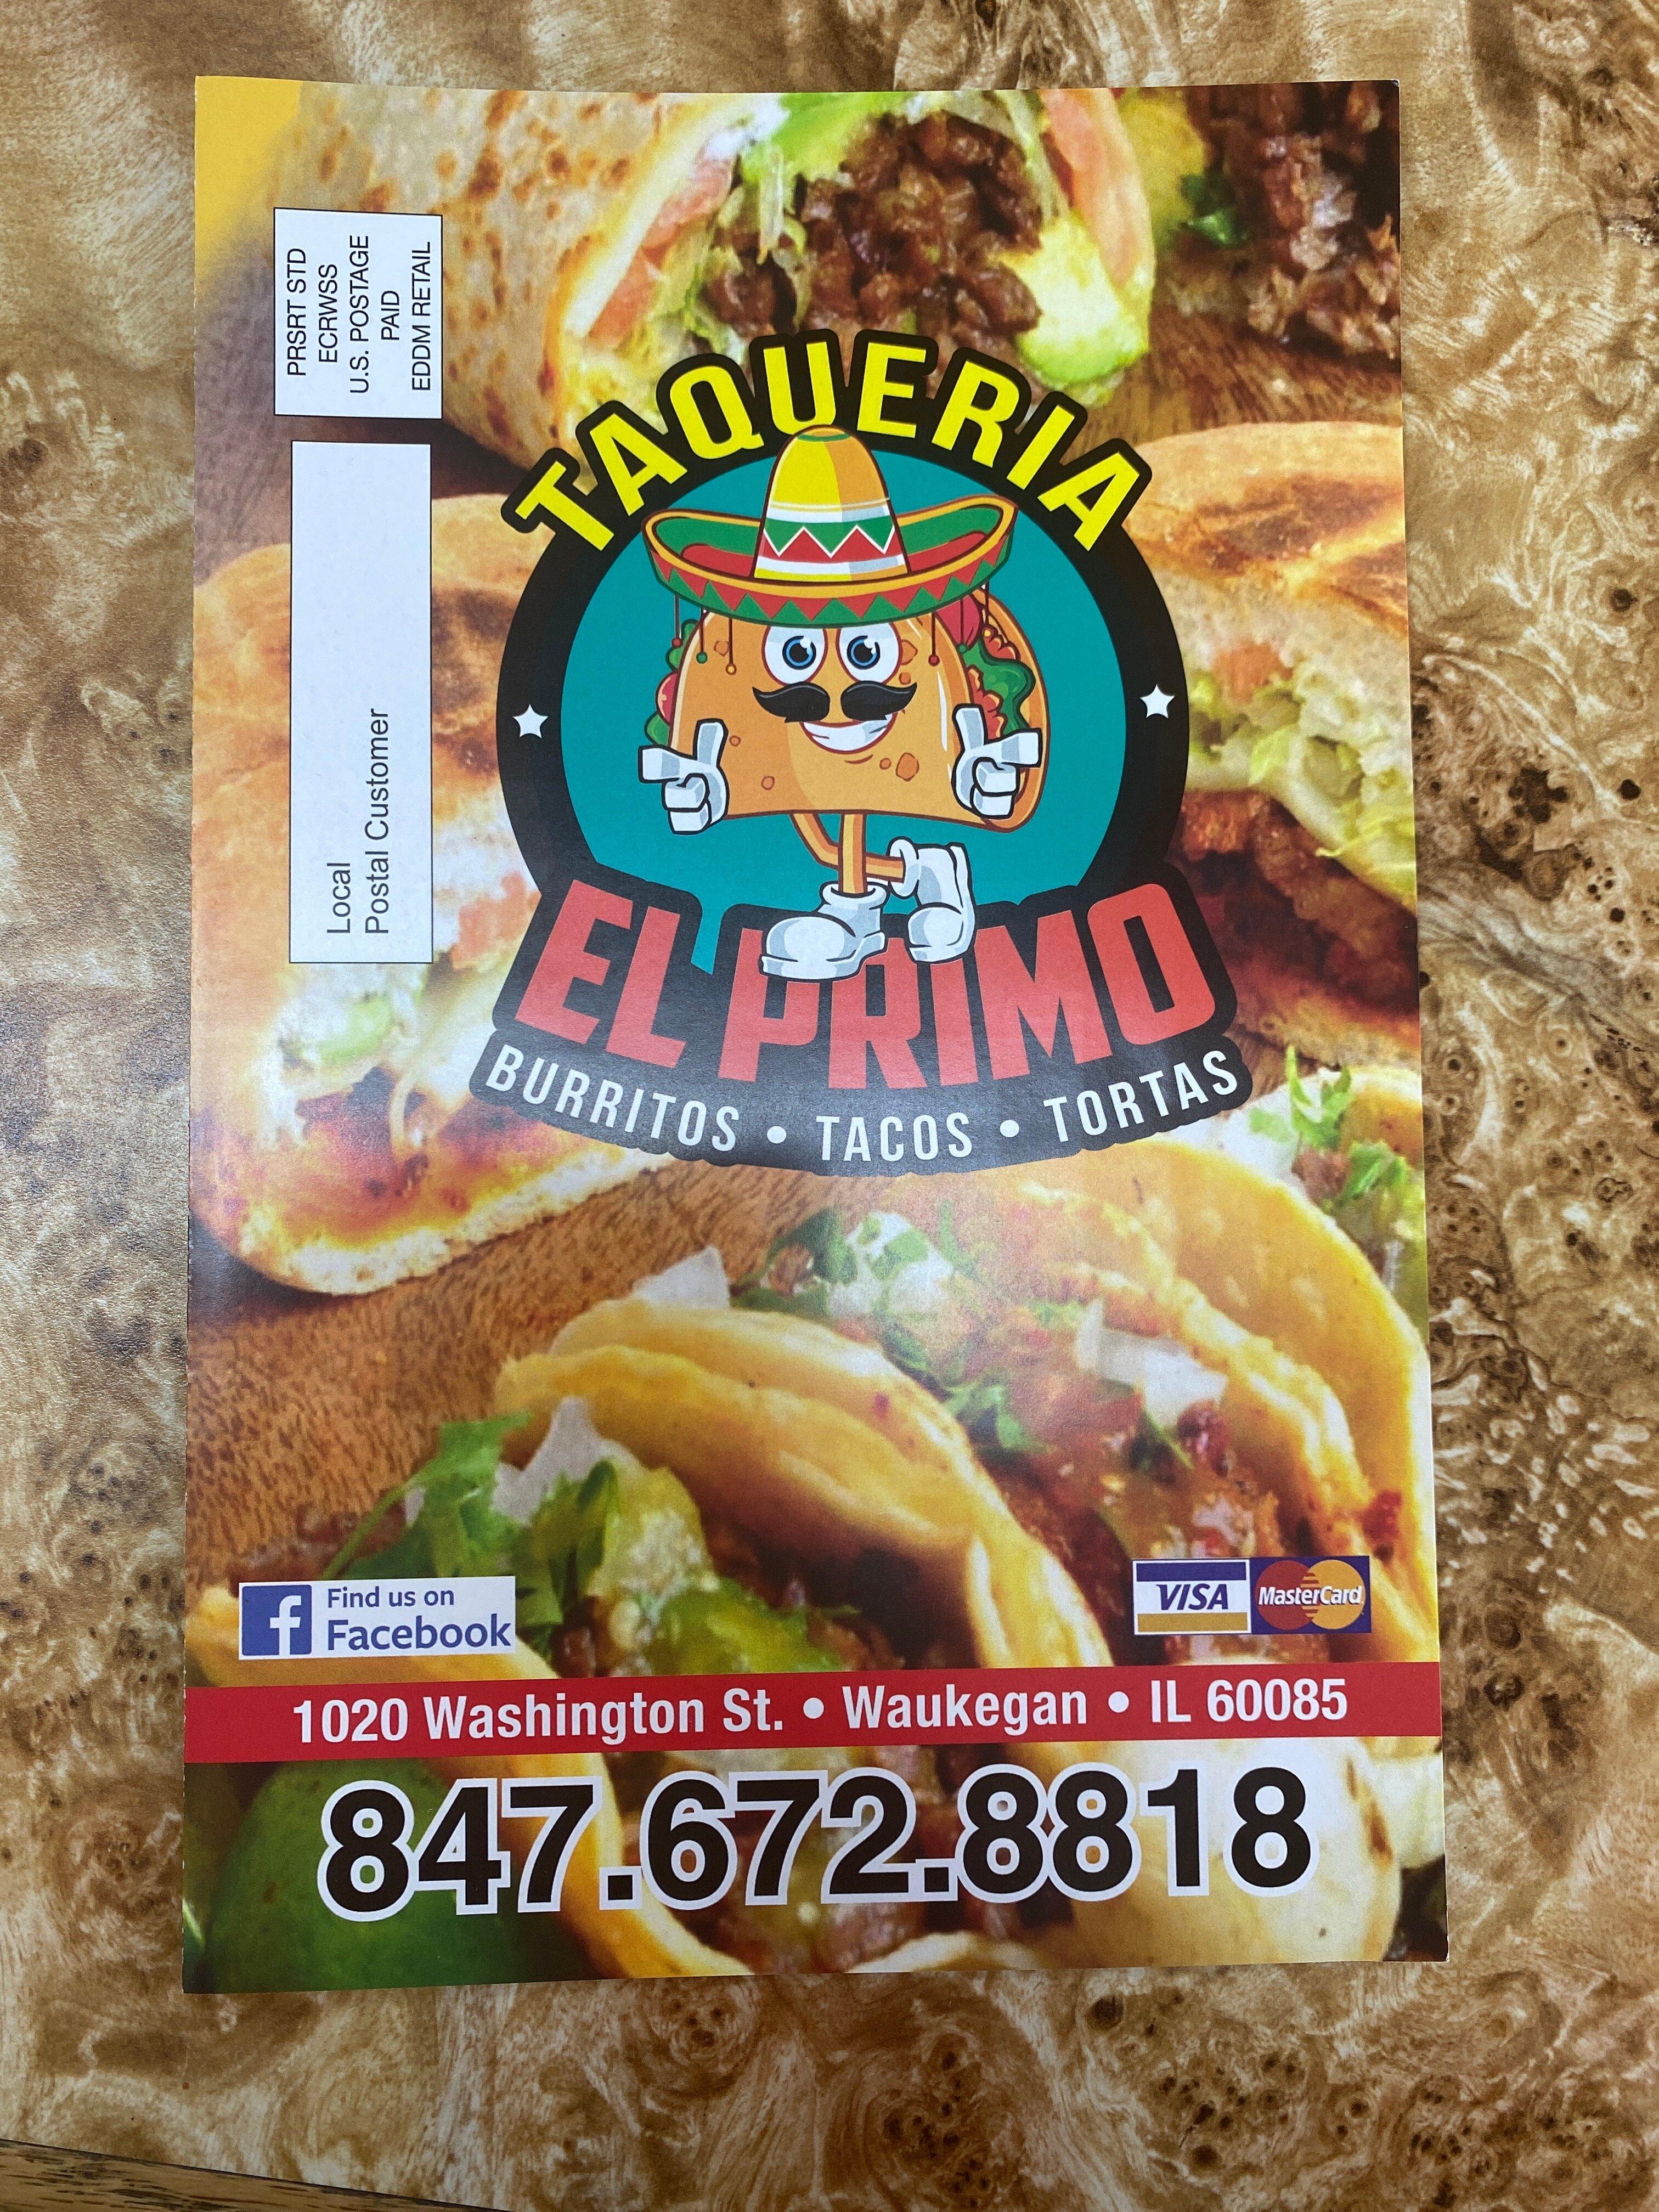 PRSRT STD
ECRWSS
U.S. POSTAGE
PAID
EDDM RETAIL
Local
Postal Customer
TAQUERIA
EL PRIMO
BURRITOS • TACOS • TORTAS
Find us on
Facebook
VISA
MasterCard
1020 Washington St. • Waukegan • IL 60085
847.672.8818